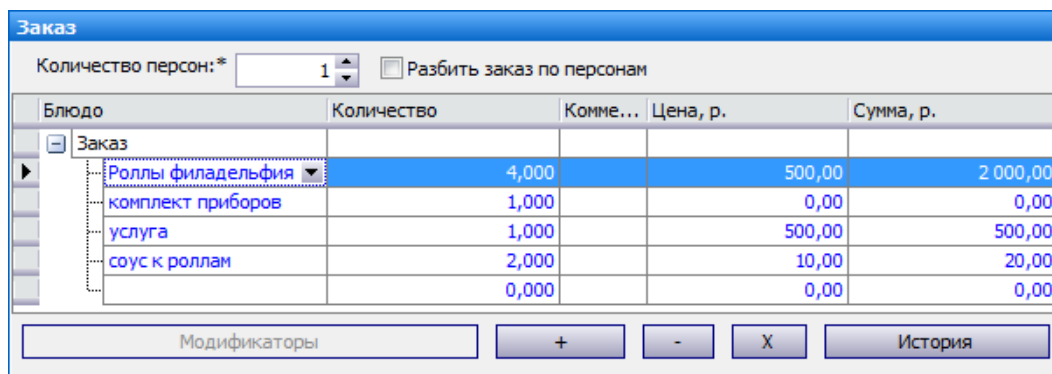 Заказ
Количество персон:* 1 Разбить заказ по персонам
Блюдо Количество Комме... Цена, р. Сумма, р.
Заказ
Роллы филадельфия 4,000 500,00 2 000,00
комплект приборов 1,000 0,00 0,00
услуга 1,000 500,00 500,00
соус к роллам 2,000 10,00 20,00
0,000 0,00 0,00
Модификаторы + - X История